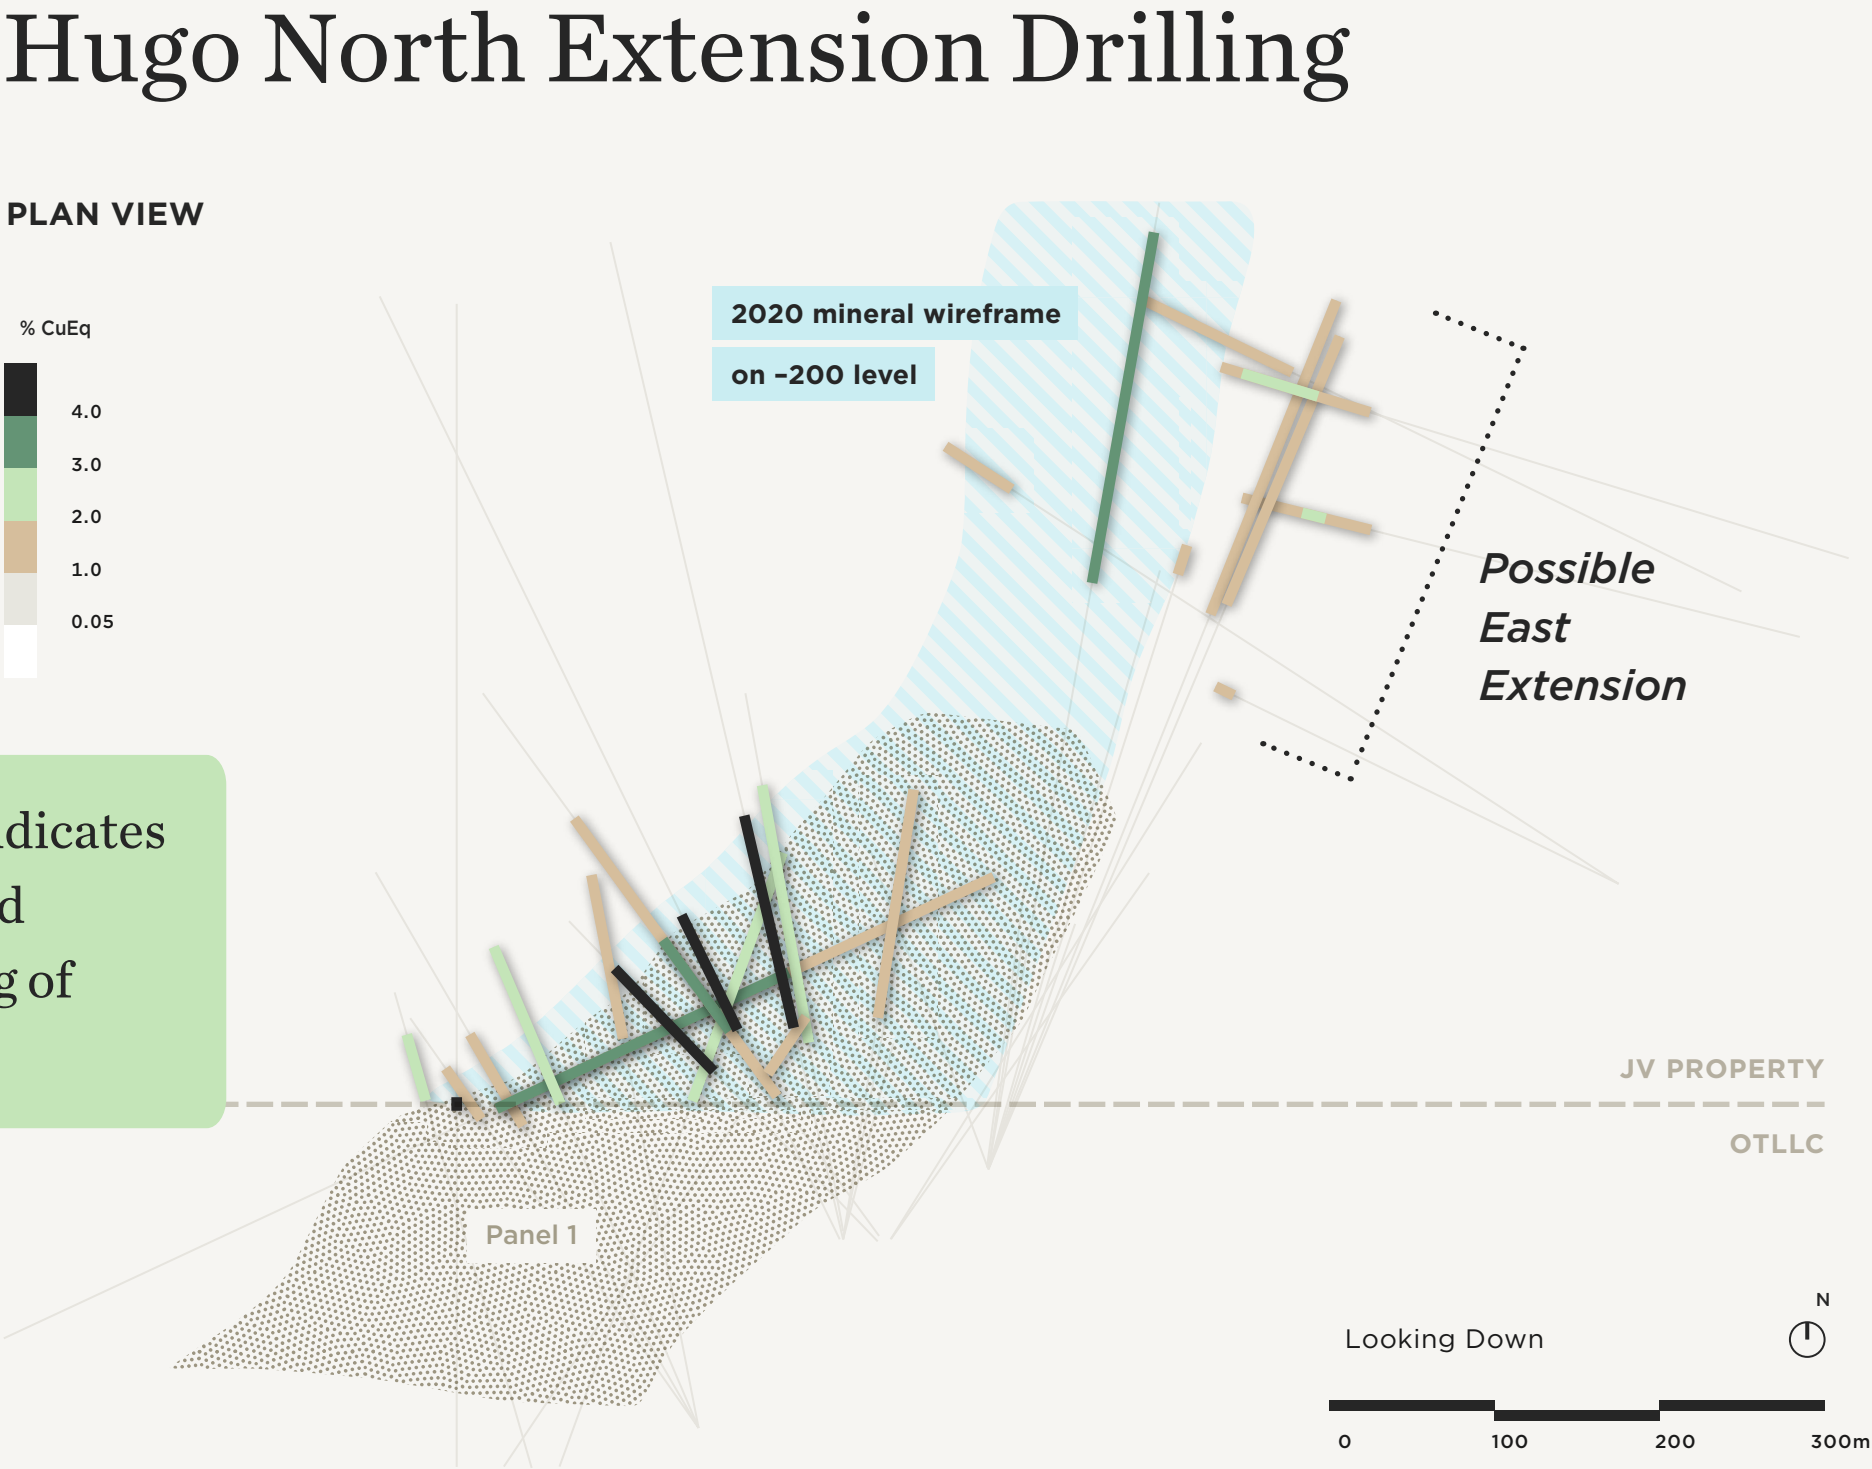 Hugo North Extension Drilling
PLAN VIEW
% CuEq
4.0
3.0
2.0
1.0
0.05
2020 mineral wireframe
on –200 level
Possible
East
Extension
dicates
d
g of
JV PROPERTY
OTLLC
Panel 1
N
Looking Down
0 100 200 300m